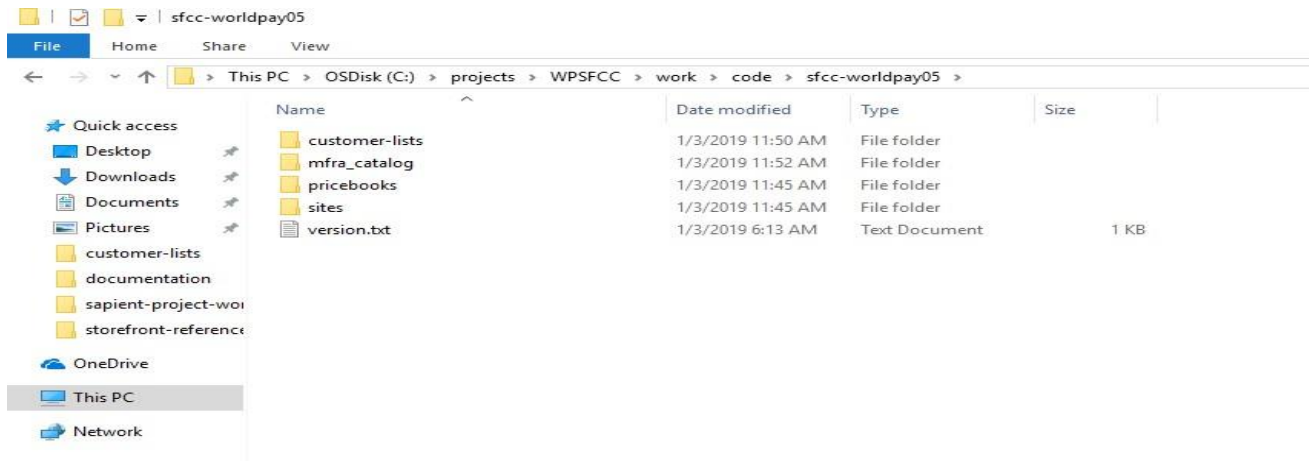 sfcc-worldpay05
File Home Share View
This PC > OSDisk (C:) > projects > WPSFCC > work > code > sfcc-worldpay05 >
Name Date modified Type Size
Quick access
Desktop
Downloads
Documents
Pictures
customer-lists
documentation
sapient-project-wor
storefront-reference
OneDrive
This PC
Network
customer-lists 1/3/2019 11:50 AM File folder
mfra_catalog 1/3/2019 11:52 AM File folder
pricebooks 1/3/2019 11:45 AM File folder
sites 1/3/2019 11:45 AM File folder
version.txt 1/3/2019 6:13 AM Text Document 1 KB